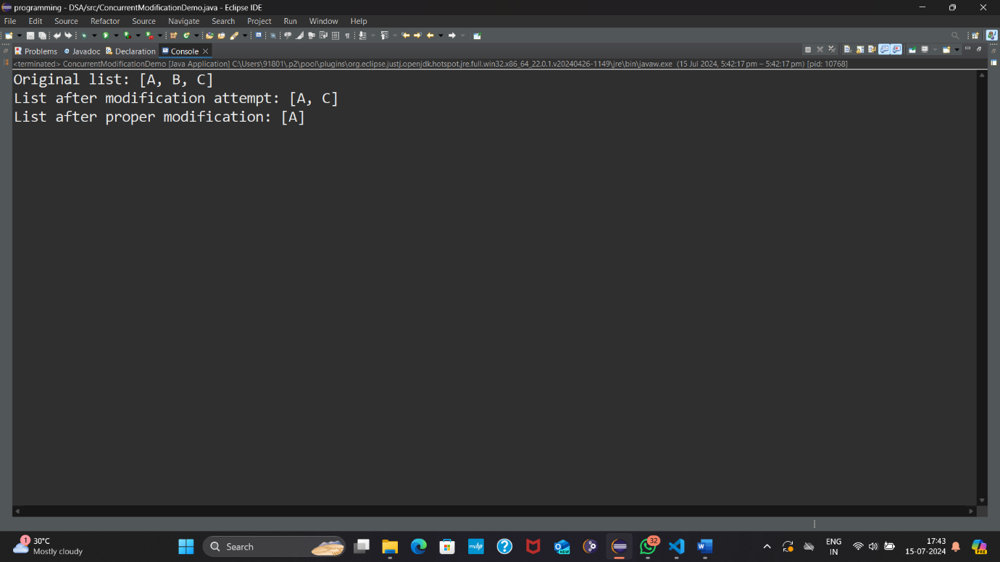 programming - DSA/src/ConcurrentModificationDemo.java - Eclipse IDE
File Edit Source Refactor Source Navigate Search Project Run Window Help
Problems Javadoc Declaration Console
<terminated> ConcurrentModificationDemo [Java Application] C:\Users\91801\.p2\pool\plugins\org.eclipse.justj.openjdk.hotspot.jre.full.win32.x86_64_22.0.1.v20240426-1149\jre\bin\javaw.exe (15 Jul 2024, 5:42:17 pm – 5:42:17 pm) [pid: 10768]
Original list: [A, B, C]
List after modification attempt: [A, C]
List after proper modification: [A]
1 30°C
Mostly cloudy
Search
myhp
NEW
32
ENG
IN
17:43
15-07-2024
PRE